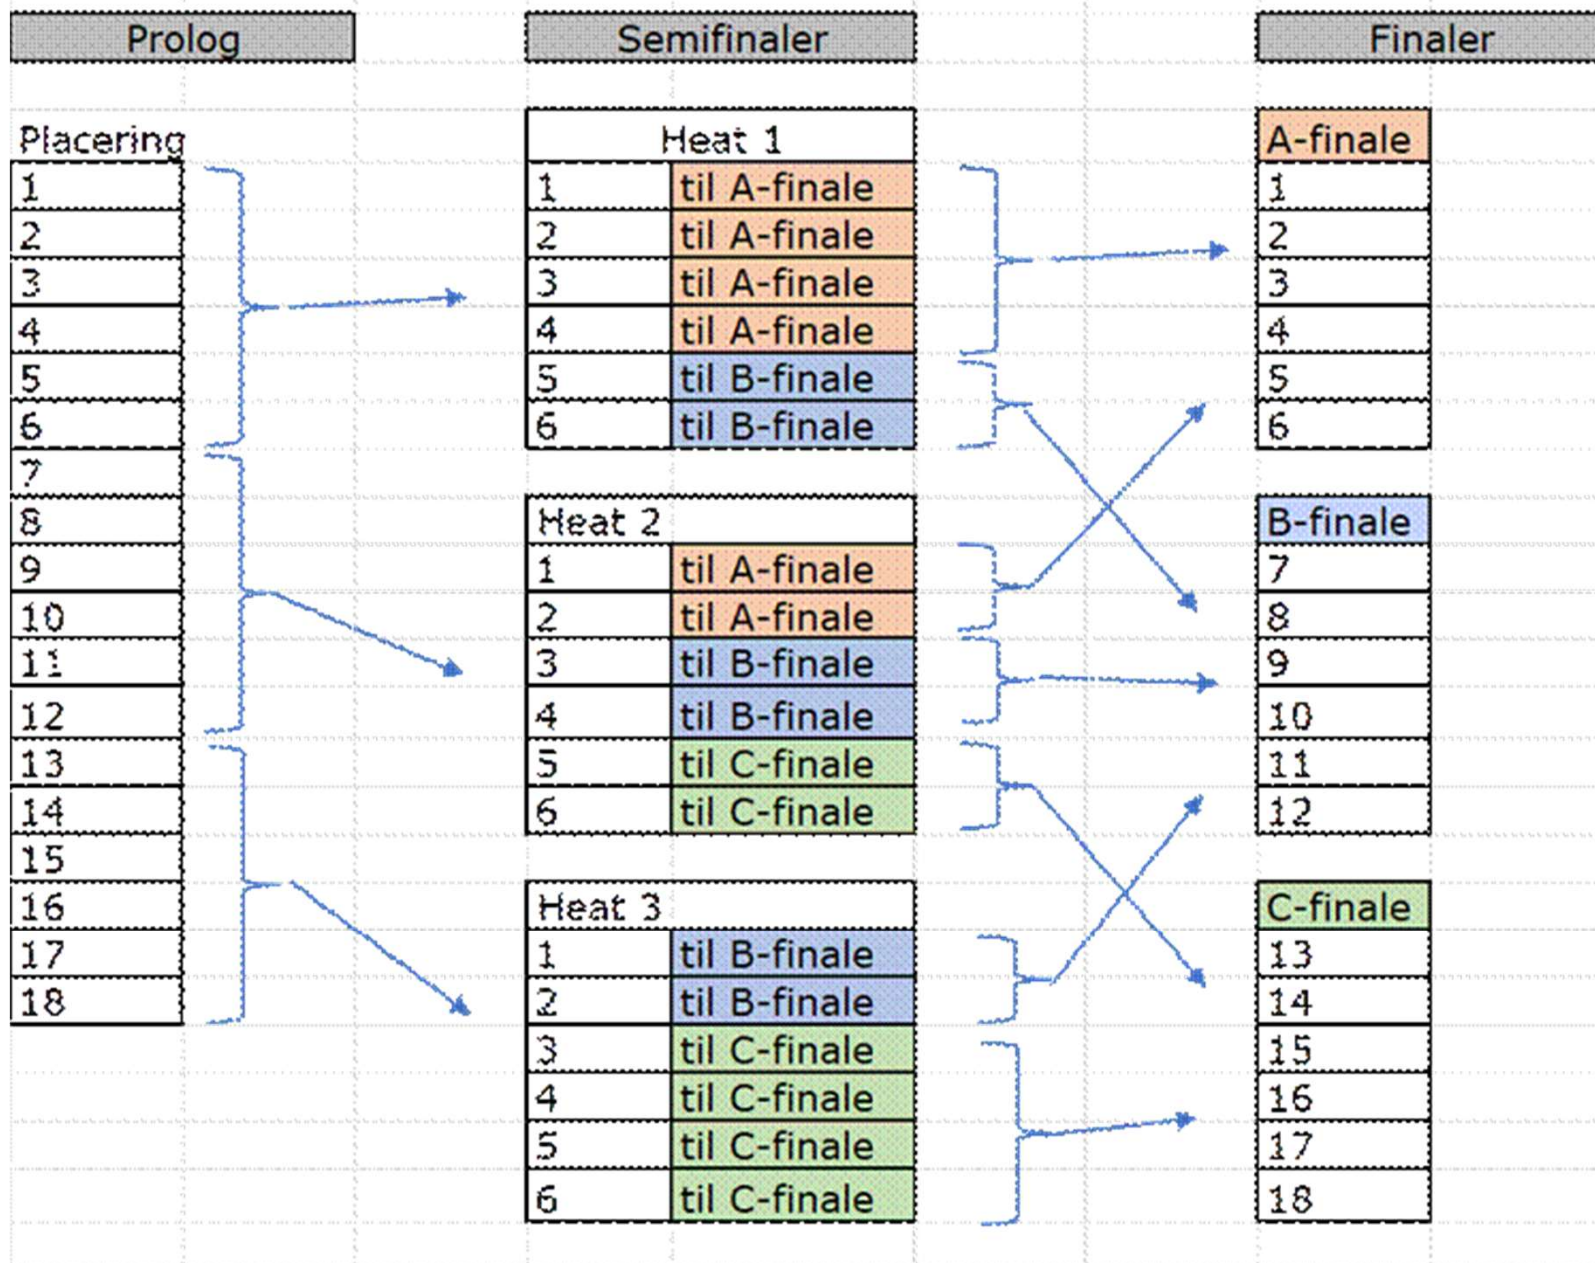 Prolog
Semifinaler
Finaler
Placering
1
2
3
4
5
6
7
8
9
10
11
12
13
14
15
16
17
18
Heat 1
1 til A-finale
2 til A-finale
3 til A-finale
4 til A-finale
5 til B-finale
6 til B-finale
Heat 2
1 til A-finale
2 til A-finale
3 til B-finale
4 til B-finale
5 til C-finale
6 til C-finale
Heat 3
1 til B-finale
2 til B-finale
3 til C-finale
4 til C-finale
5 til C-finale
6 til C-finale
A-finale
1
2
3
4
5
6
B-finale
7
8
9
10
11
12
C-finale
13
14
15
16
17
18